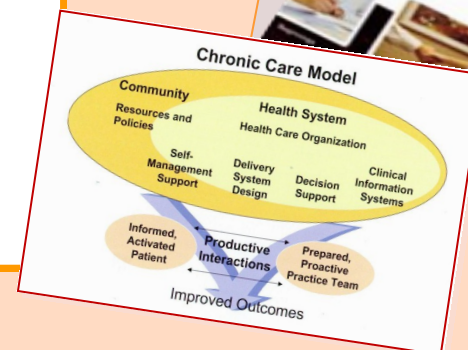 Chronic Care Model
Community
Resources and
Policies
Health System
Health Care Organization
Self-
Management
Support
Delivery
System
Design
Decision
Support
Clinical
Information
Systems
Informed,
Activated
Patient
Productive
Interactions
Prepared,
Proactive
Practice Team
Improved Outcomes